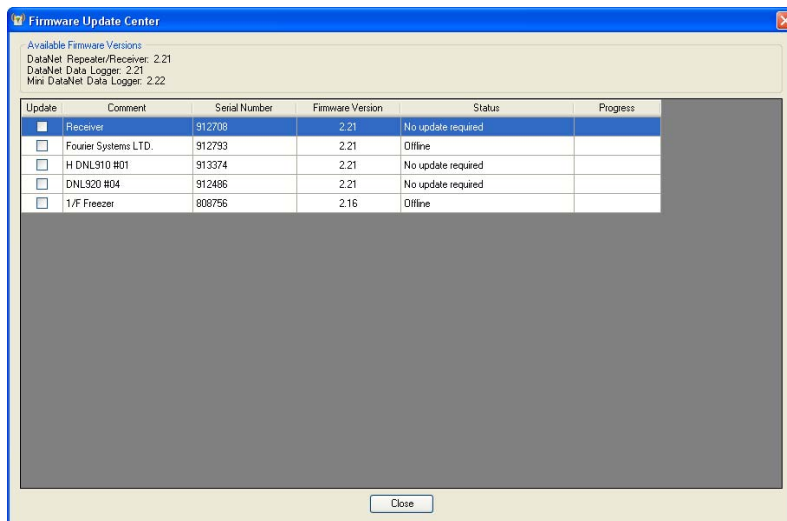 Firmware Update Center
Available Firmware Versions
DataNet Repeater/Receiver: 2.21
DataNet Data Logger: 2.21
Mini DataNet Data Logger: 2.22
Update Comment Serial Number Firmware Version Status Progress
Receiver 912708 2.21 No update required
Fourier Systems LTD. 912793 2.21 Offline
H DNL910 #01 913374 2.21 No update required
DNL920 #04 912486 2.21 No update required
1/F Freezer 808756 2.16 Offline
Close